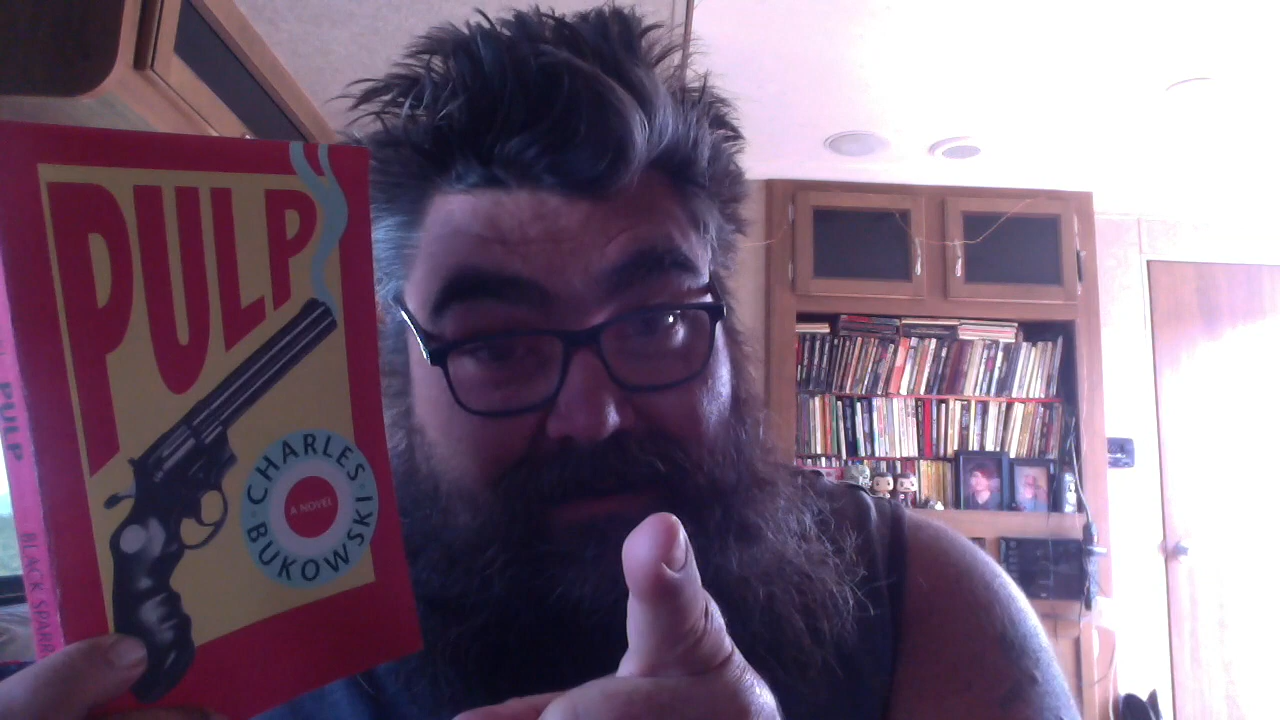 PULP
CHARLES
A NOVEL
BUKOWSKI
PULP
BLACK SPARR